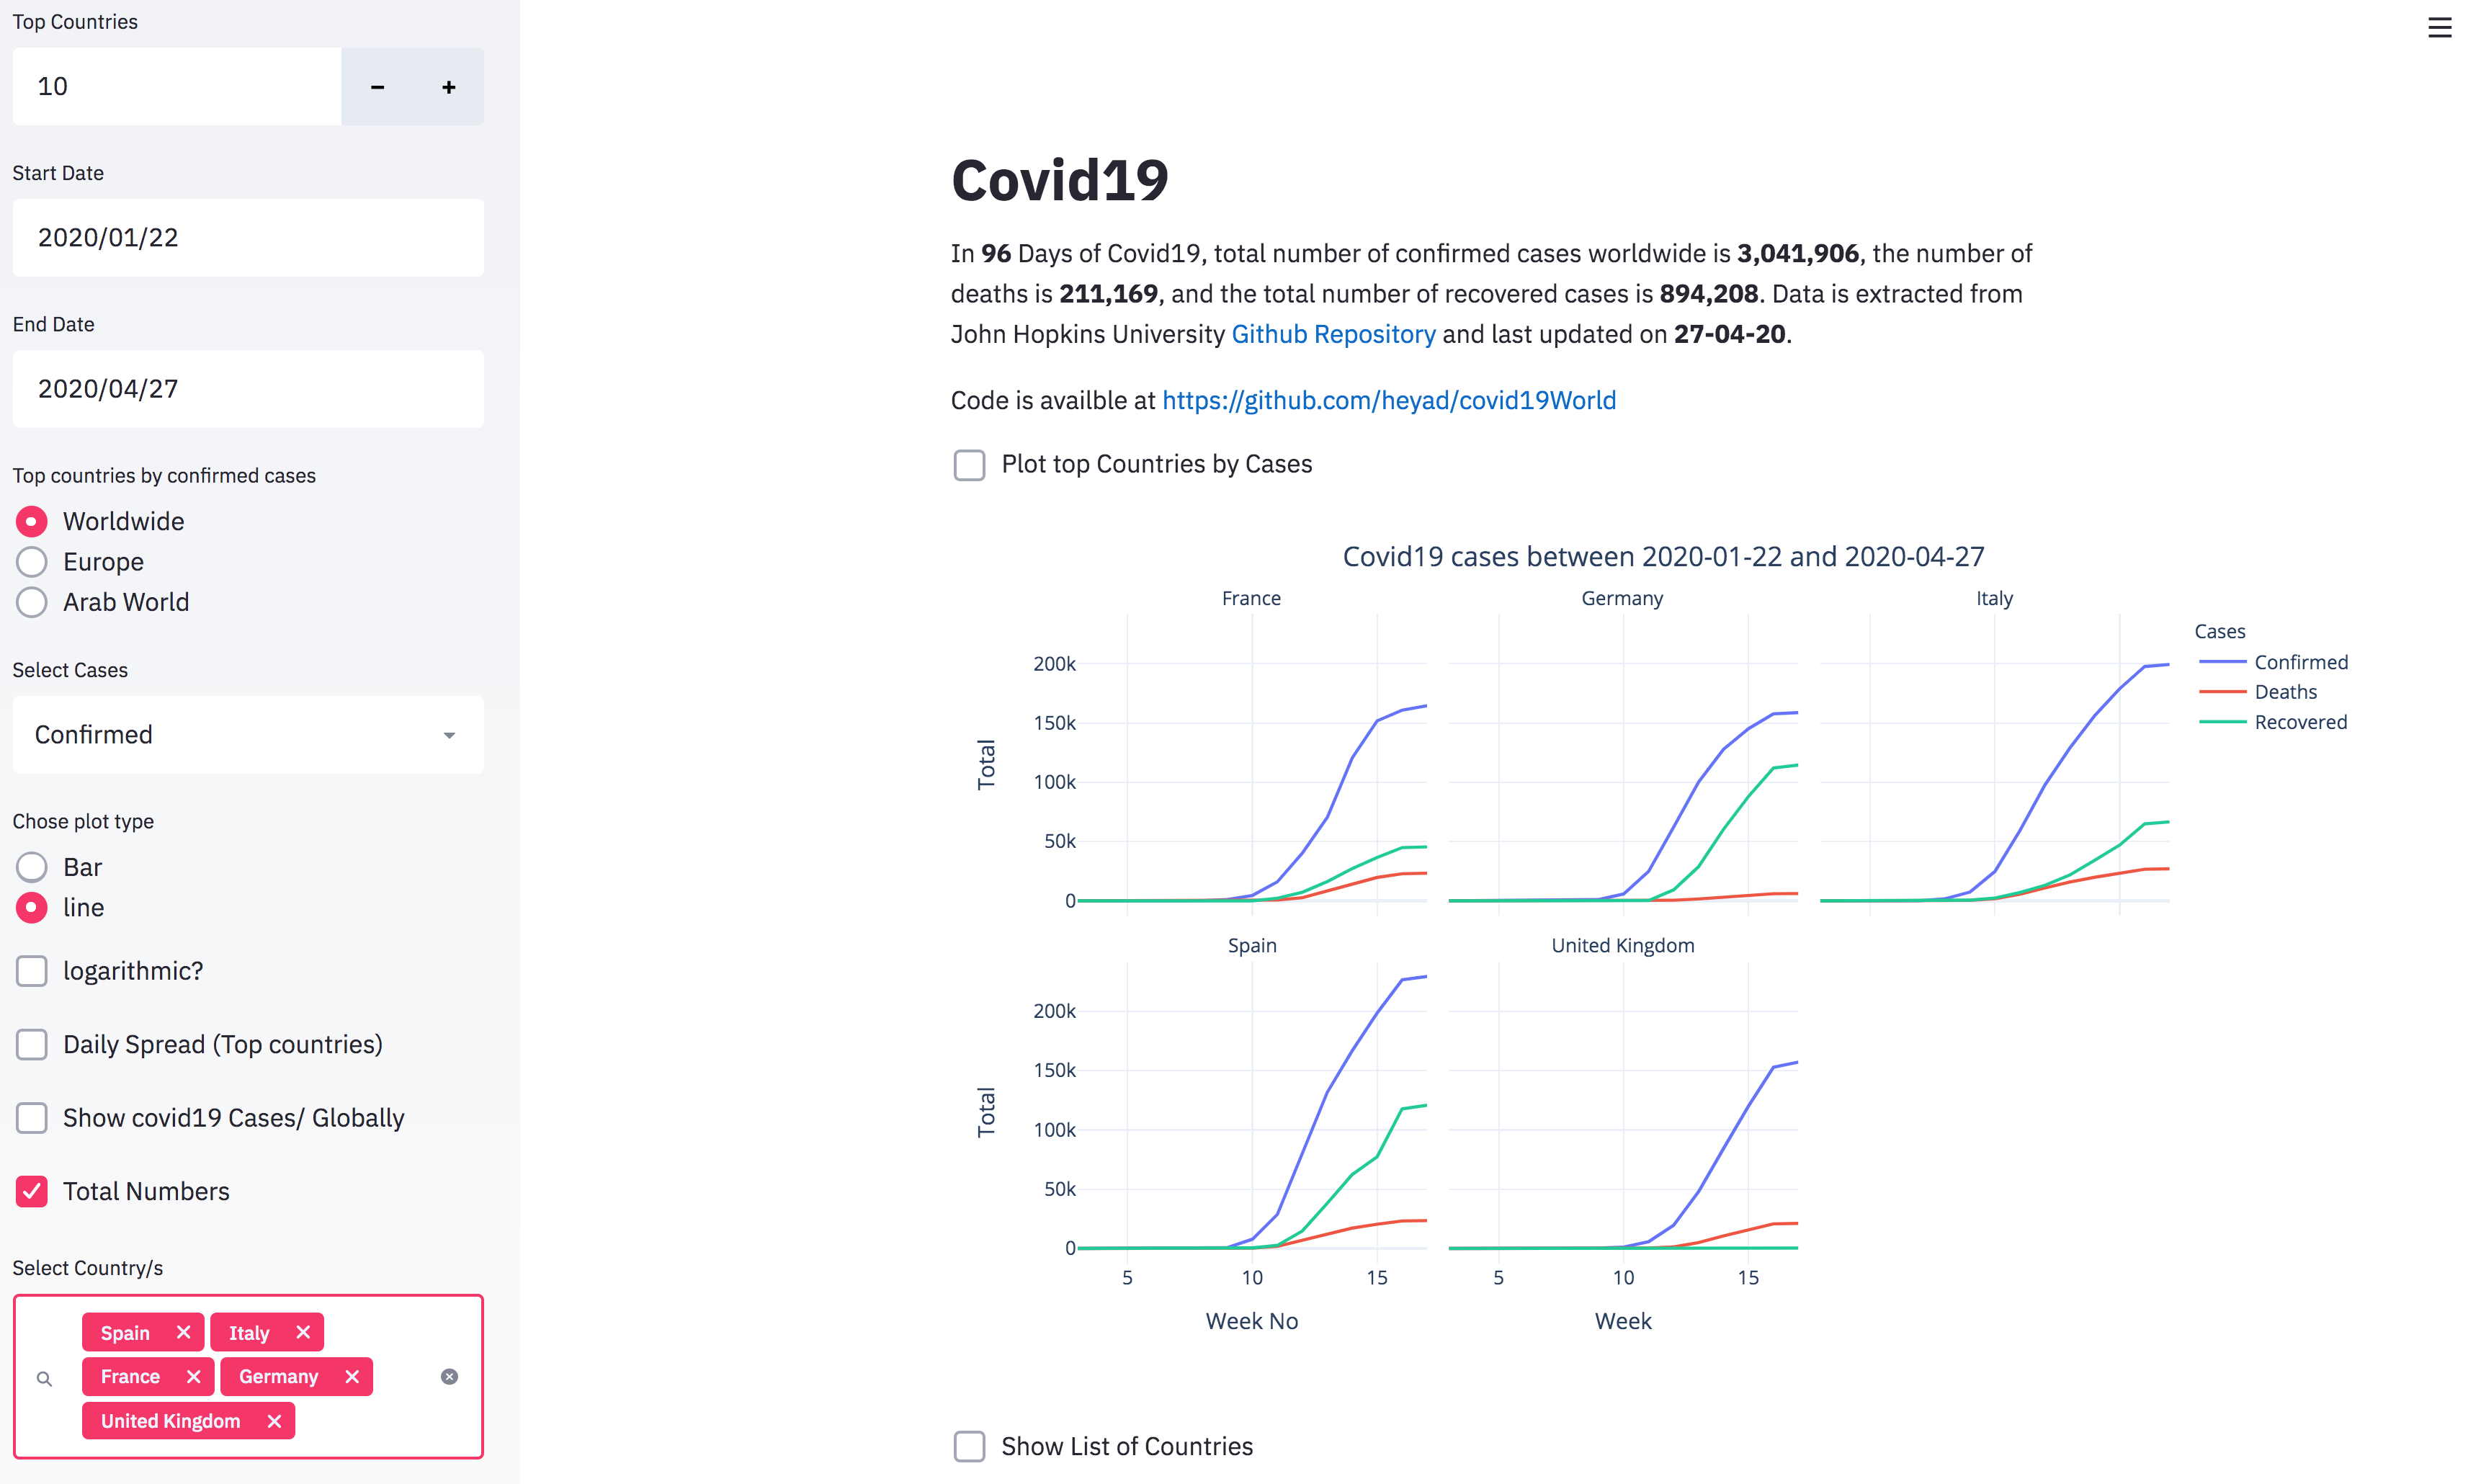 Top Countries
10
Start Date
2020/01/22
End Date
2020/04/27
Top countries by confirmed cases
Worldwide
Europe
Arab World
Select Cases
Confirmed
Chose plot type
Bar
line
logarithmic?
Daily Spread (Top countries)
Show covid19 Cases/ Globally
Total Numbers
Select Country/s
Spain
Italy
France
Germany
United Kingdom
Covid19
In 96 Days of Covid19, total number of confirmed cases worldwide is 3,041,906, the number of
deaths is 211,169, and the total number of recovered cases is 894,208. Data is extracted from
John Hopkins University Github Repository and last updated on 27-04-20.
Code is availble at https://github.com/heyad/covid19World
Plot top Countries by Cases
Covid19 cases between 2020-01-22 and 2020-04-27
France
Germany
Italy
Total
200k
150k
100k
50k
0
Cases
Confirmed
Deaths
Recovered
Spain
United Kingdom
Total
200k
150k
100k
50k
0
5
10
15
5
10
15
Week No
Week
Show List of Countries